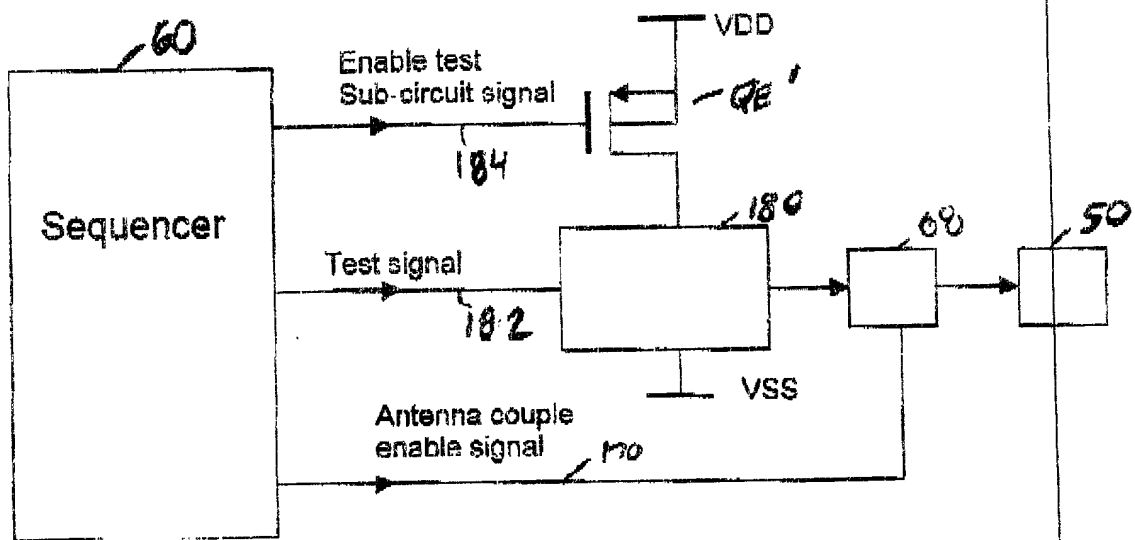 60
VDD
Enable test
Sub-circuit signal
QE'
184
180
68
50
Sequencer
Test signal
182
VSS
Antenna couple
enable signal
170